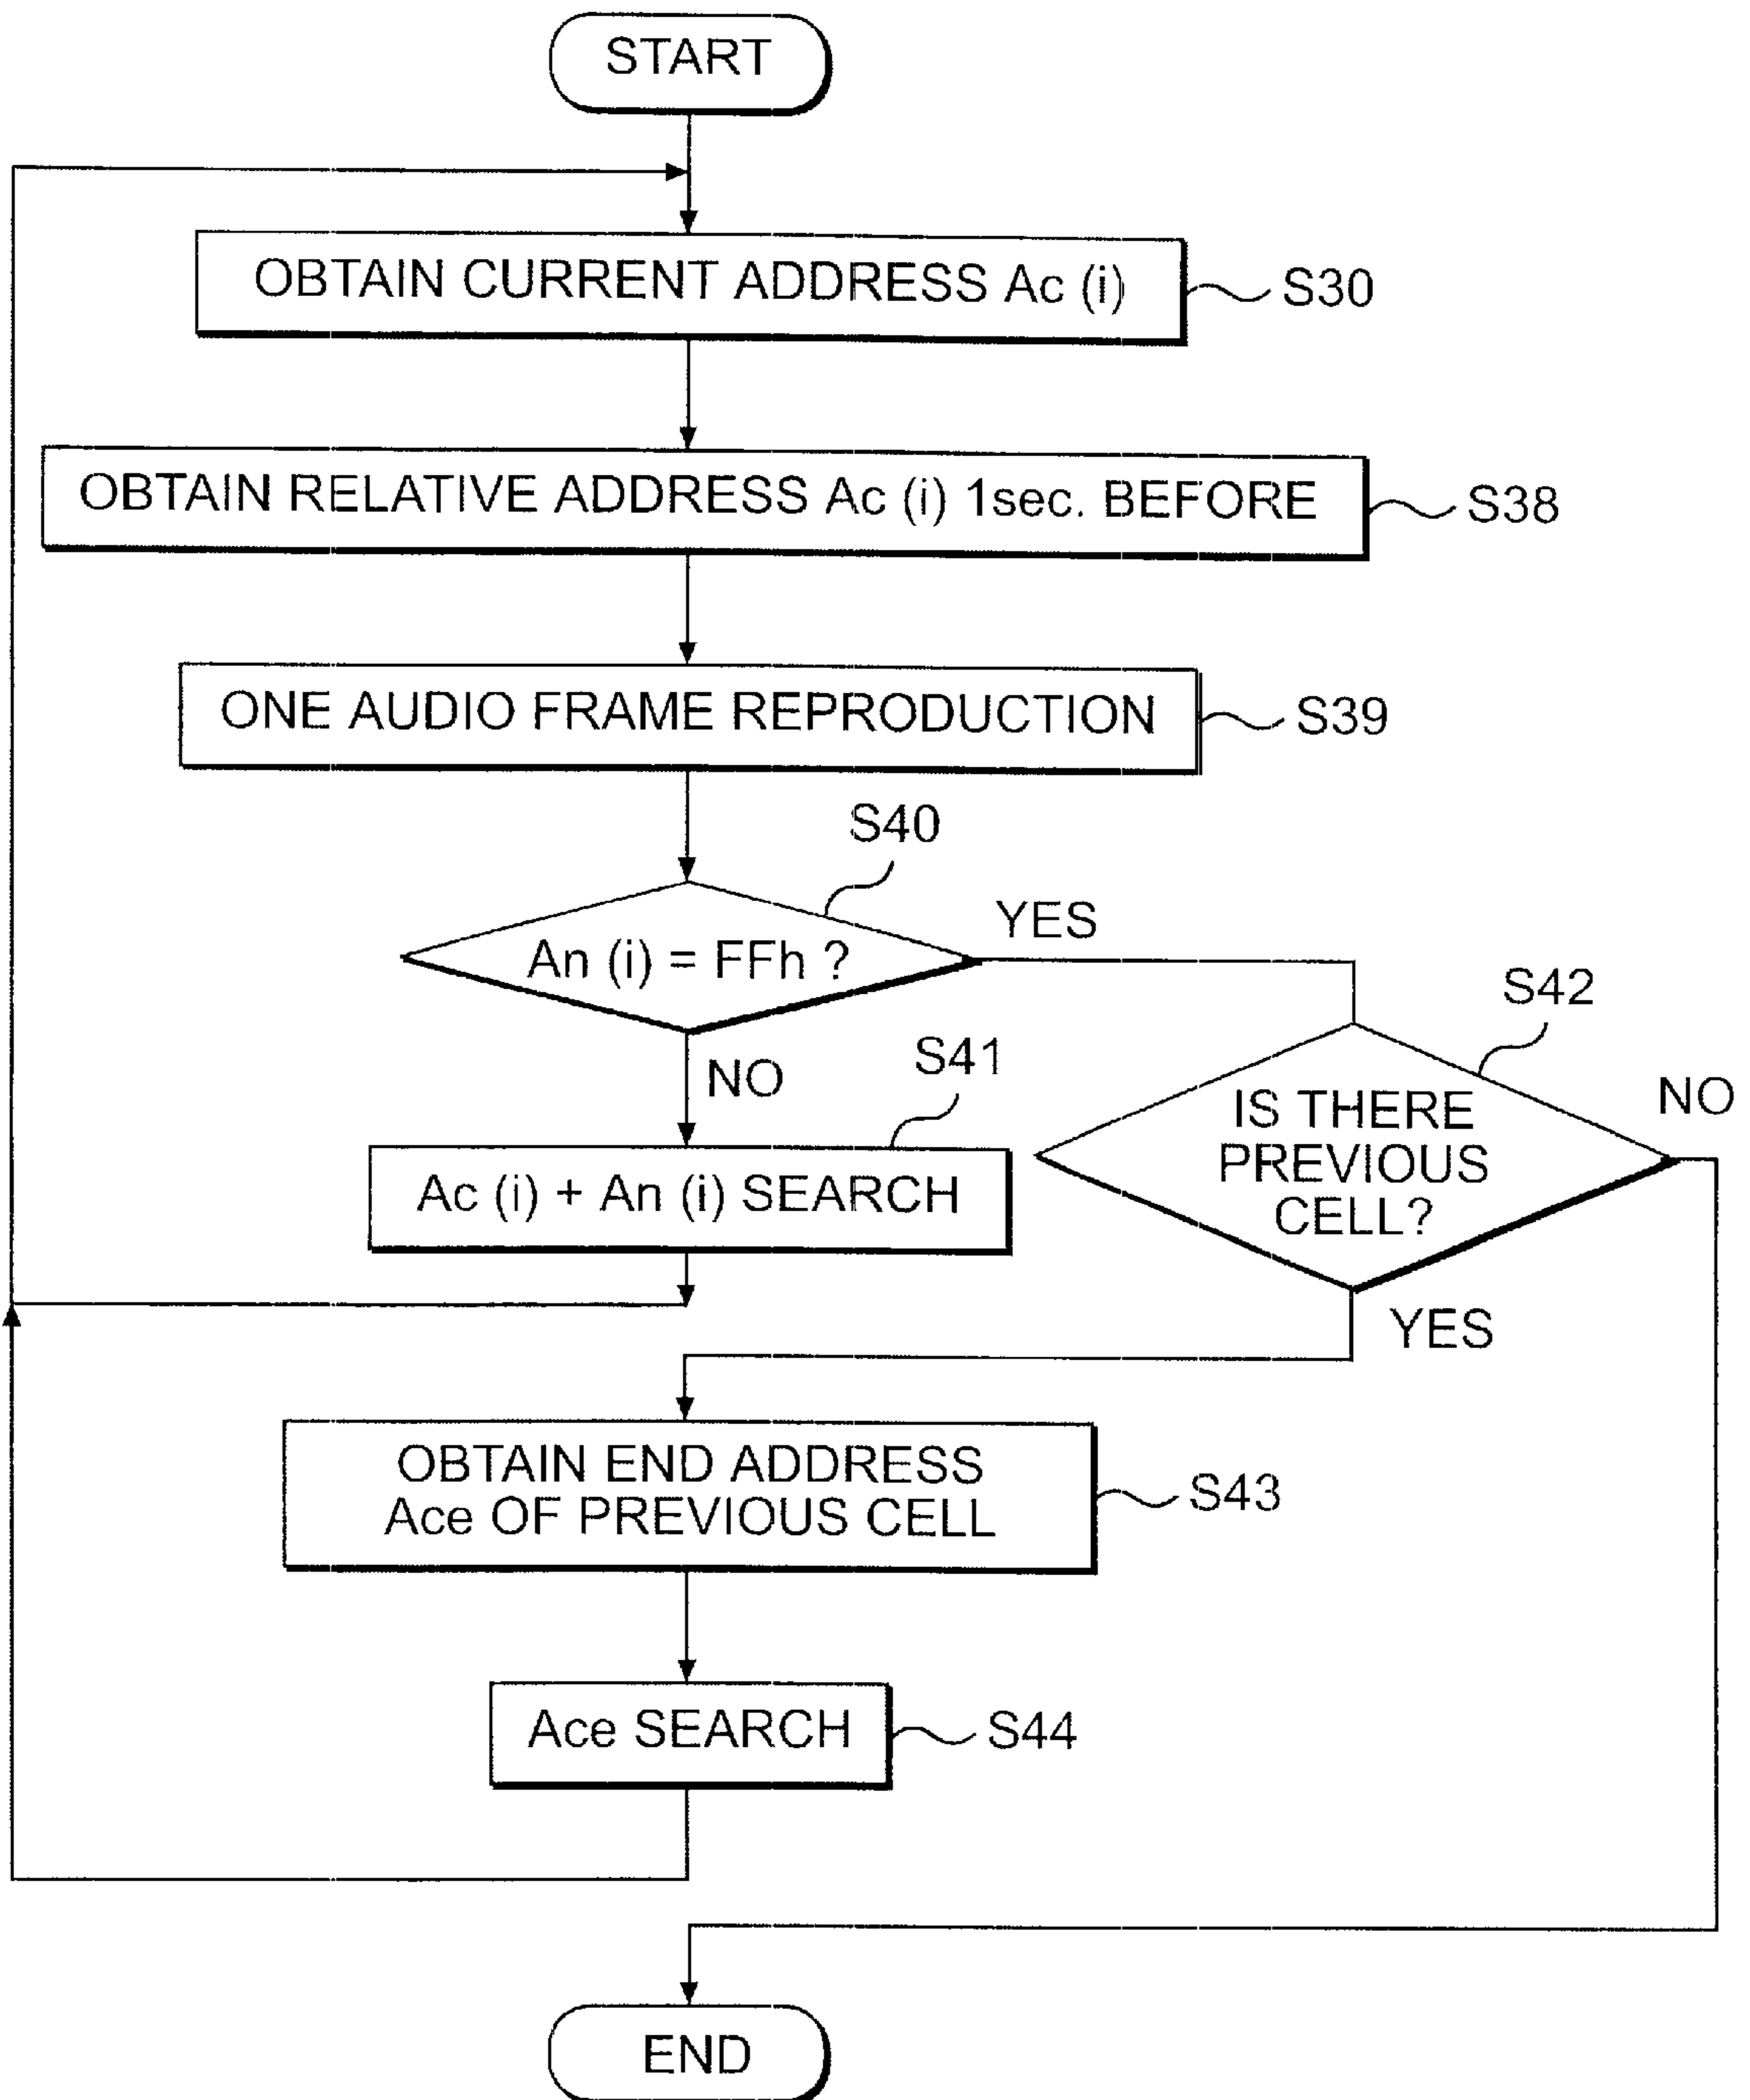 START
OBTAIN CURRENT ADDRESS Ac (i)
S30
OBTAIN RELATIVE ADDRESS Ac (i) 1sec. BEFORE
S38
ONE AUDIO FRAME REPRODUCTION
S39
S40
An (i) = FFh ?
YES
NO
S41
Ac (i) + An (i) SEARCH
S42
IS THERE
PREVIOUS
CELL?
NO
YES
OBTAIN END ADDRESS
Ace OF PREVIOUS CELL
S43
Ace SEARCH
S44
END